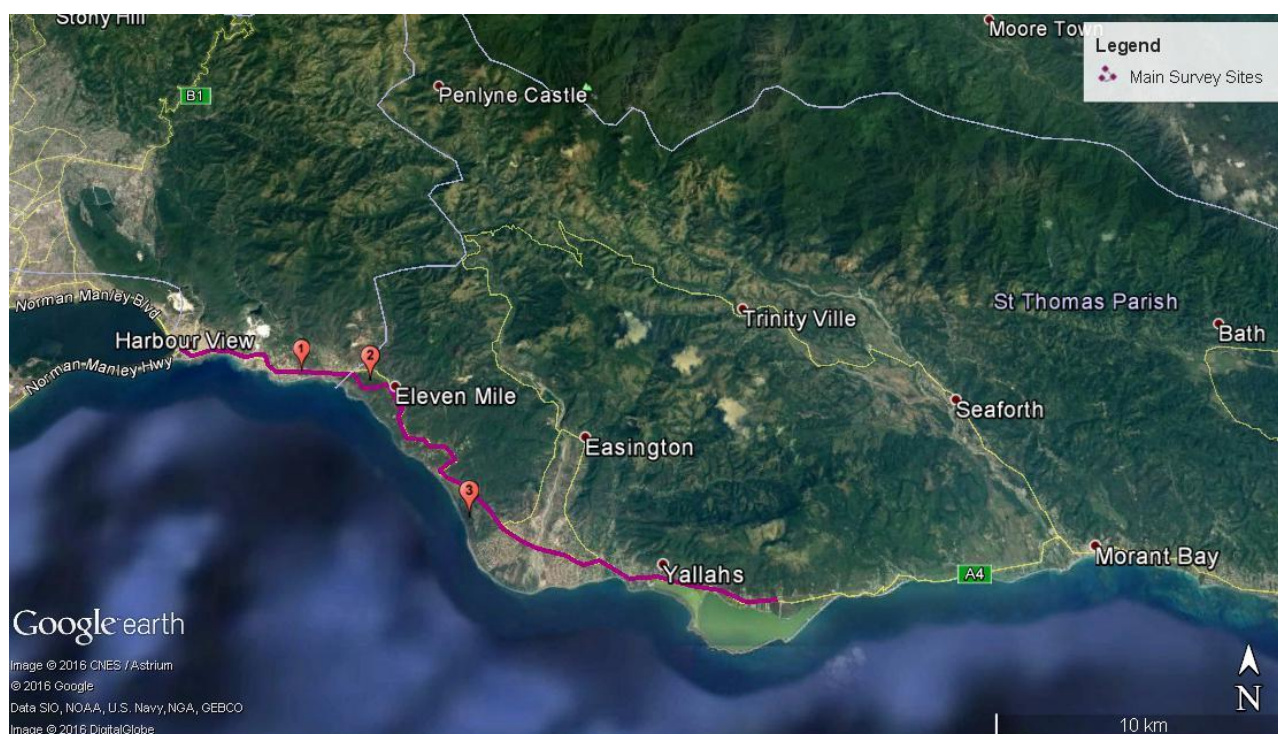 Stony Hill
Moore Town
Legend
Main Survey Sites
B1
Penlyne Castle
St Thomas Parish
Norman Manley Blvd
Trinity Ville
Bath
Harbour View
1
2
Norman Manley Hwy
Eleven Mile
Seaforth
Easington
3
Morant Bay
Yallahs
A4
Google earth
Image © 2016 CNES / Astrium
© 2016 Google
Data SIO, NOAA, U.S. Navy, NGA, GEBCO
Image © 2016 DigitalGlobe
N
10 km